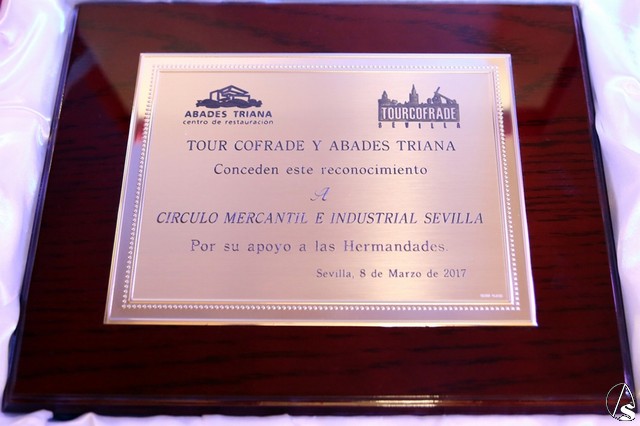 ABADES TRIANA
centro de restauración
TOURCOFRADE
SEVILLA
TOUR COFRADE Y ABADES TRIANA
Conceden este reconocimiento
A
CIRCULO MERCANTIL E INDUSTRIAL SEVILLA
Por su apoyo a las Hermandades.
Sevilla, 8 de Marzo de 2017